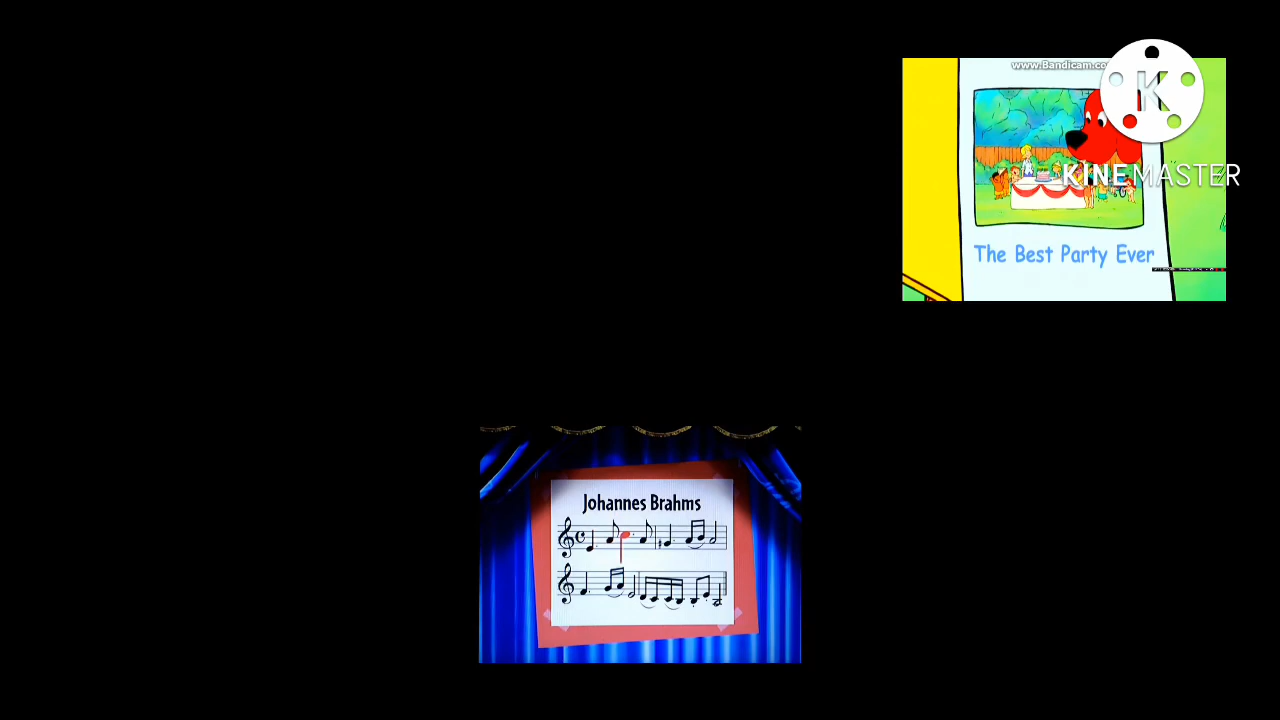 www.Bandicam.co
K
KINEMASTER
The Best Party Ever
Johannes Brahms